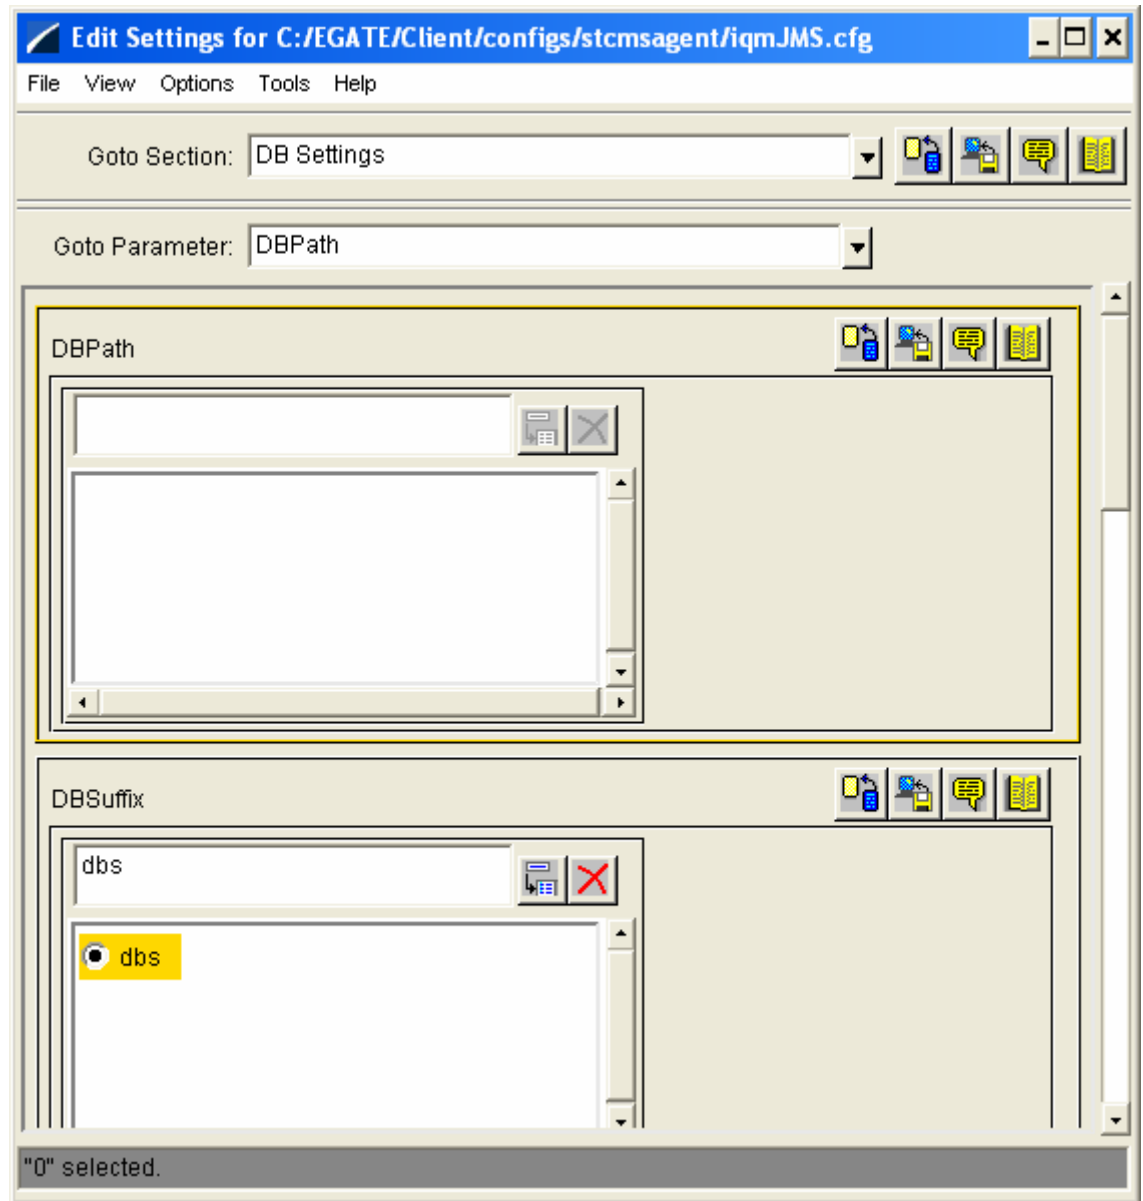 Edit Settings for C:/EGATE/Client/configs/stcmsagent/iqmJMS.cfg
File View Options Tools Help
Goto Section: DB Settings
Goto Parameter: DBPath
DBPath
DBSuffix
dbs
dbs
"0" selected.